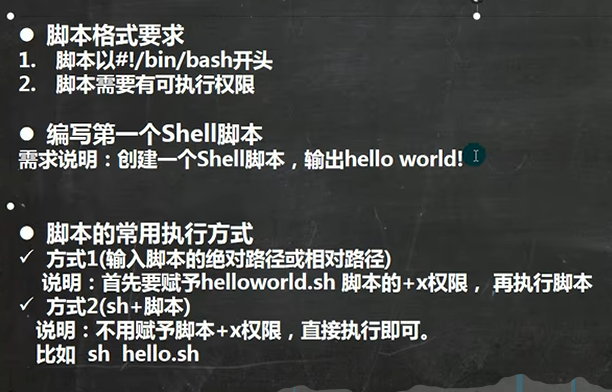 ● 脚本格式要求
1. 脚本以#!/bin/bash开头
2. 脚本需要有可执行权限
● 编写第一个Shell脚本
需求说明：创建一个Shell脚本，输出hello world!
● 脚本的常用执行方式
✓ 方式1(输入脚本的绝对路径或相对路径)
说明：首先要赋予helloworld.sh 脚本的+x权限， 再执行脚本
✓ 方式2(sh+脚本)
说明：不用赋予脚本+x权限，直接执行即可。
比如 sh hello.sh